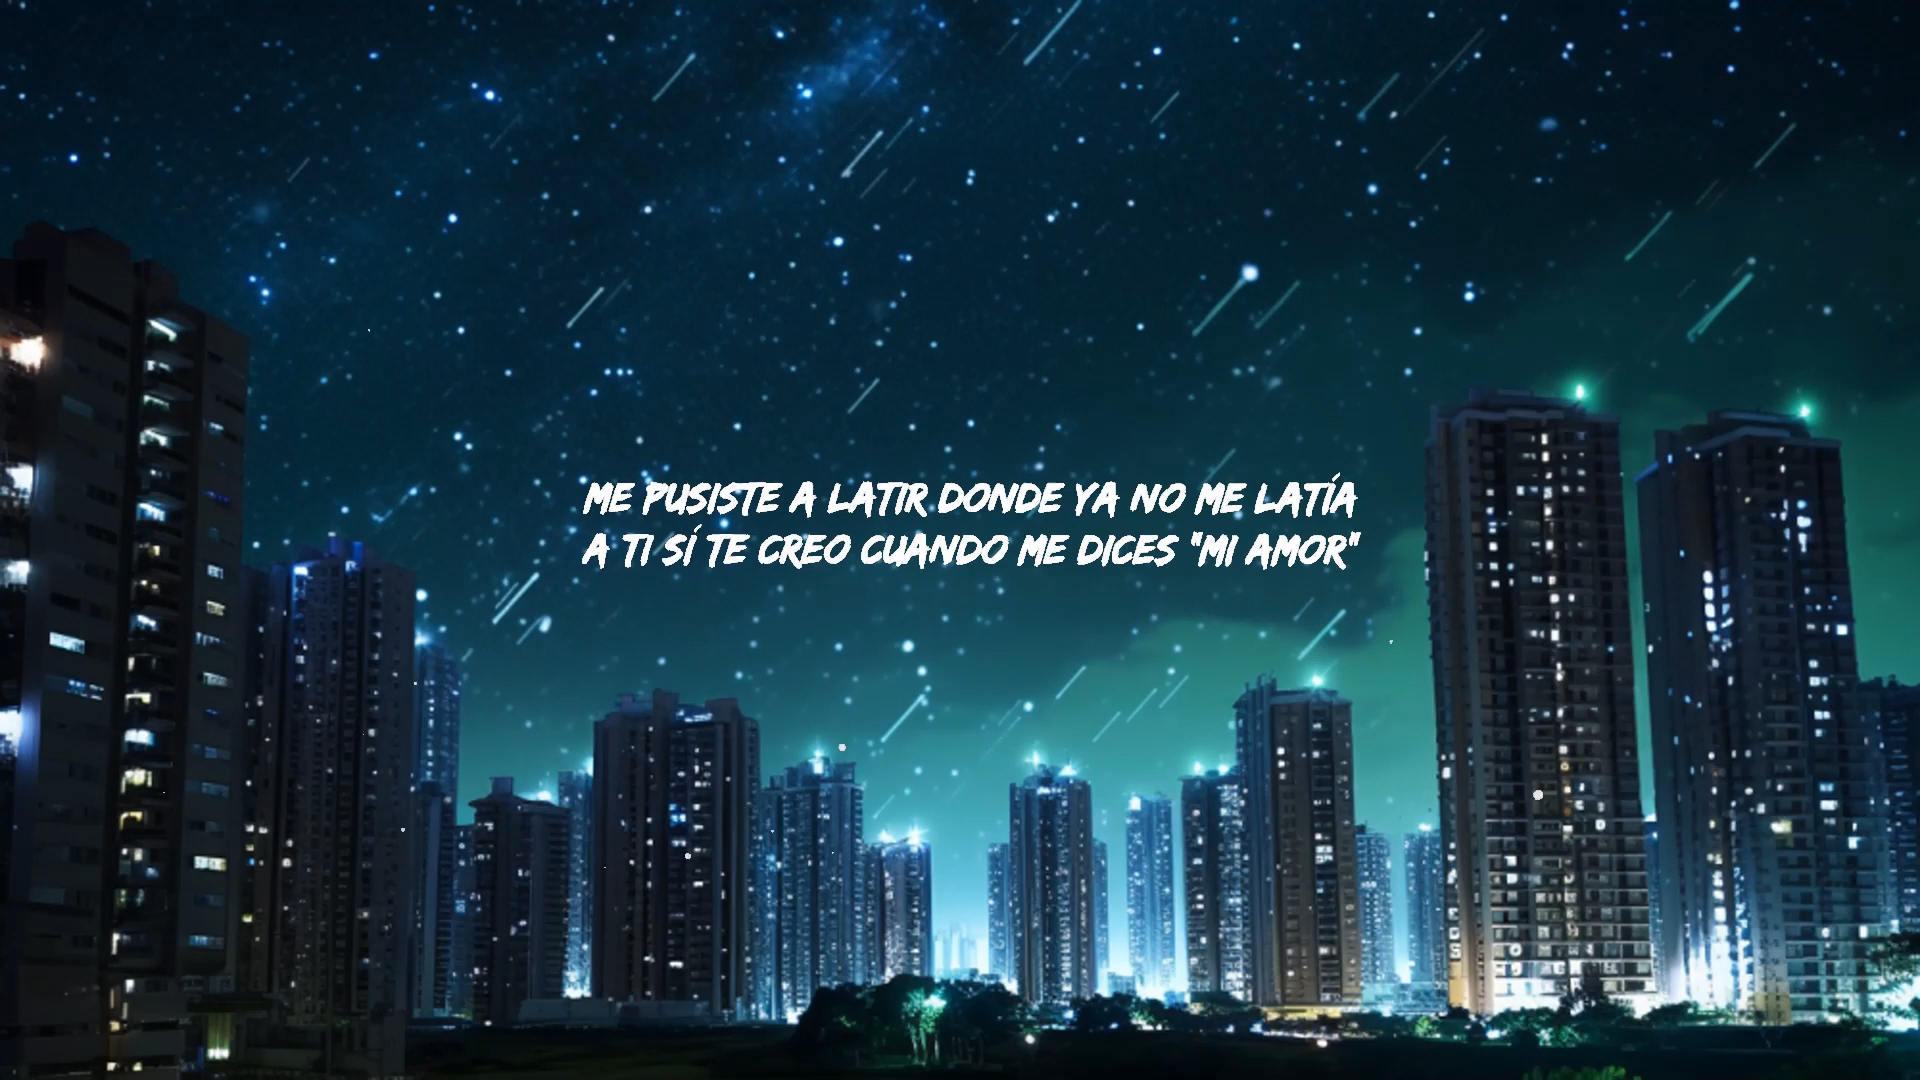 ME PUSISTE A LATIR DONDE YA NO ME LATÍA
A TI SÍ TE CREO CUANDO ME DICES "MI AMOR"